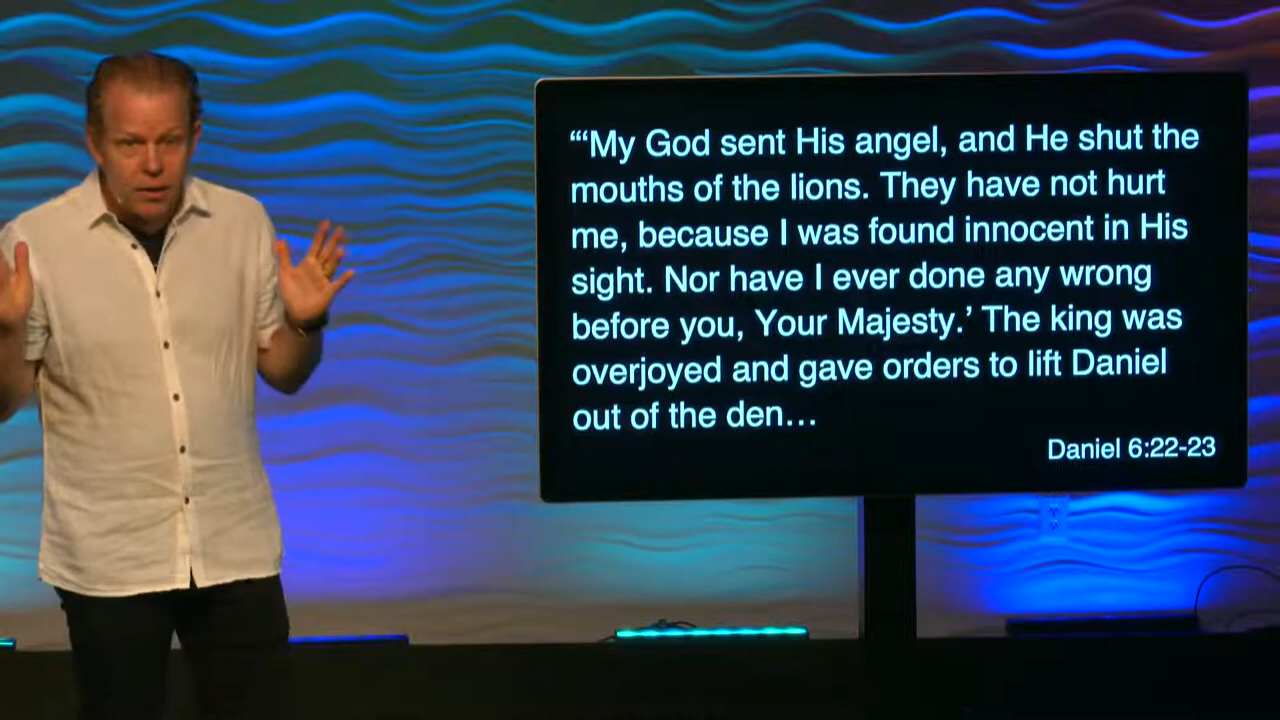 “‘My God sent His angel, and He shut the
mouths of the lions. They have not hurt
me, because I was found innocent in His
sight. Nor have I ever done any wrong
before you, Your Majesty.’ The king was
overjoyed and gave orders to lift Daniel
out of the den…
Daniel 6:22-23